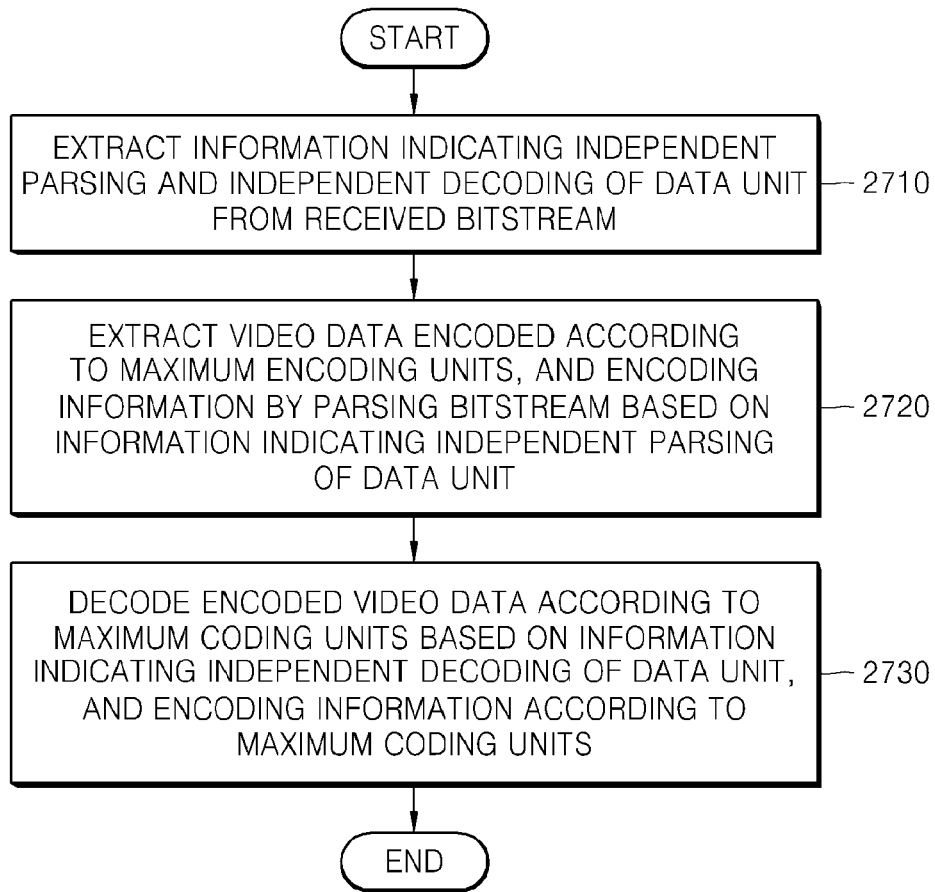 START
EXTRACT INFORMATION INDICATING INDEPENDENT
PARSING AND INDEPENDENT DECODING OF DATA UNIT
FROM RECEIVED BITSTREAM
2710
EXTRACT VIDEO DATA ENCODED ACCORDING
TO MAXIMUM ENCODING UNITS, AND ENCODING
INFORMATION BY PARSING BITSTREAM BASED ON
INFORMATION INDICATING INDEPENDENT PARSING
OF DATA UNIT
2720
DECODE ENCODED VIDEO DATA ACCORDING TO
MAXIMUM CODING UNITS BASED ON INFORMATION
INDICATING INDEPENDENT DECODING OF DATA UNIT,
AND ENCODING INFORMATION ACCORDING TO
MAXIMUM CODING UNITS
2730
END